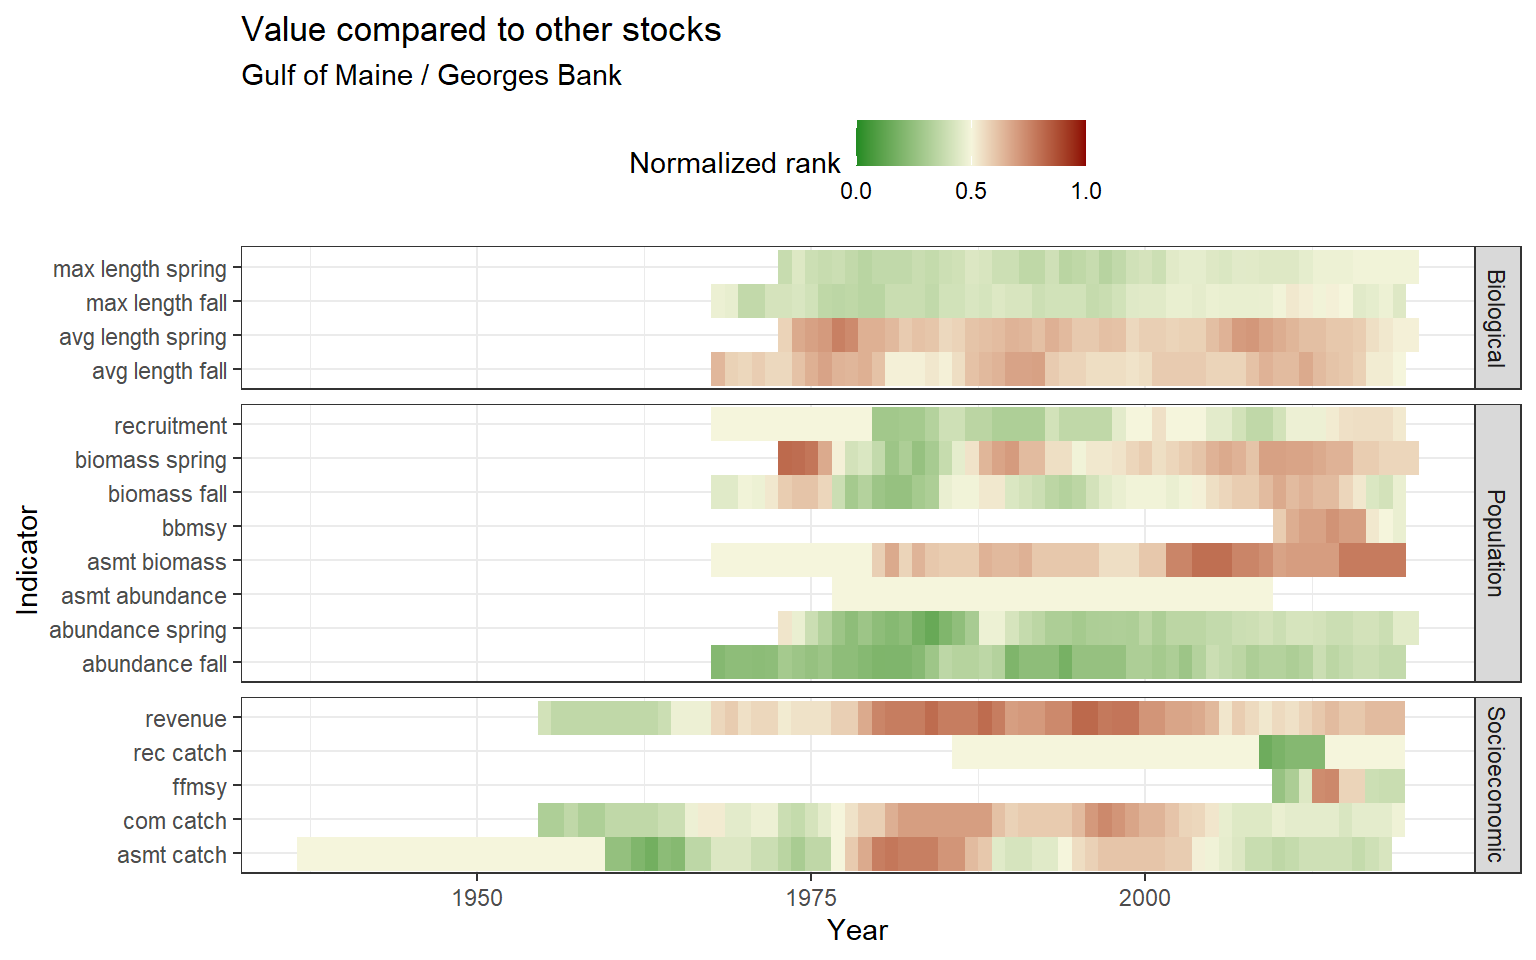 Value compared to other stocks
Gulf of Maine / Georges Bank
Normalized rank
0.0 0.5 1.0
max length spring
max length fall
avg length spring
avg length fall
Biological
recruitment
biomass spring
biomass fall
bbmsy
asmt biomass
asmt abundance
abundance spring
abundance fall
Population
revenue
rec catch
ffmsy
com catch
asmt catch
Socioeconomic
Indicator
1950 1975 2000
Year